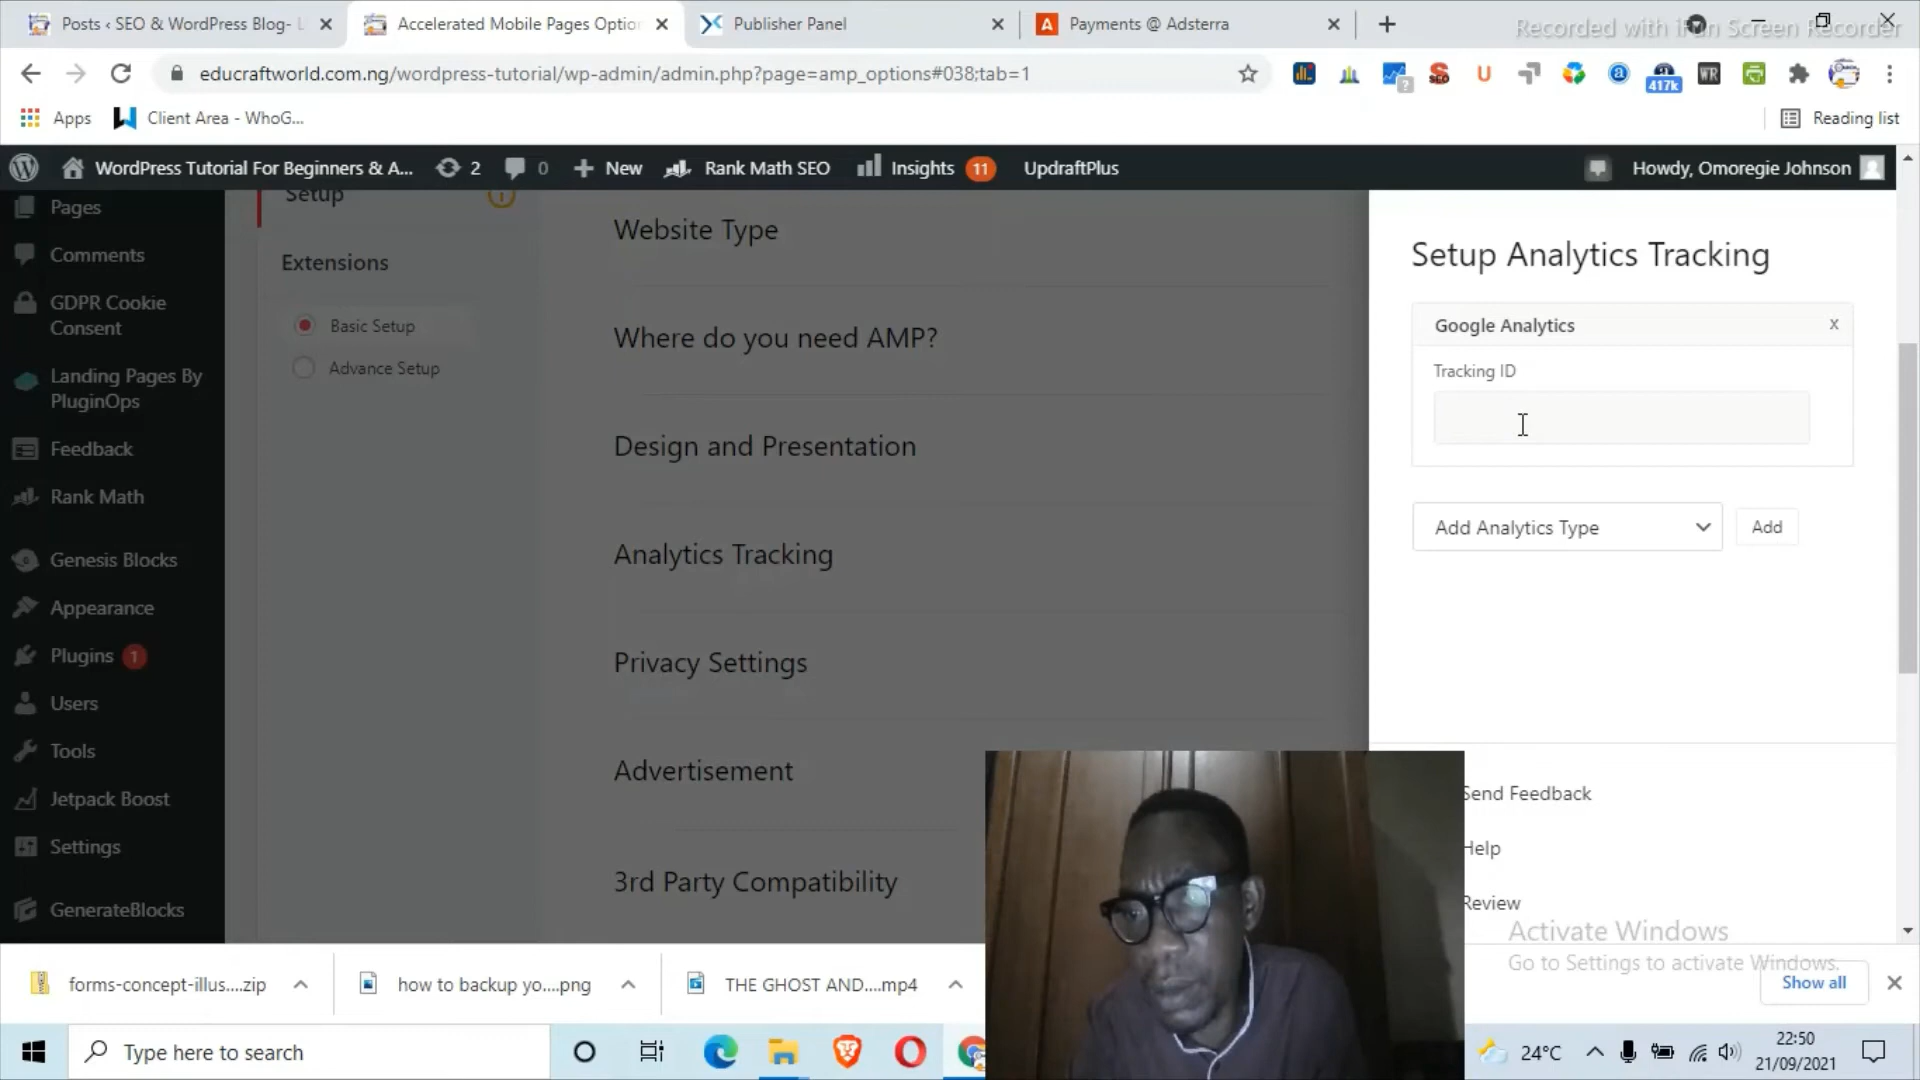 Posts ‹ SEO & WordPress Blog- L
Accelerated Mobile Pages Option
Publisher Panel
Payments @ Adsterra
Recorded with iFun Screen Recorder
educraftworld.com.ng/wordpress-tutorial/wp-admin/admin.php?page=amp_options#038;tab=1
417k
WR
Apps
Client Area - WhoG...
Reading list
WordPress Tutorial For Beginners & A...
2
0
New
Rank Math SEO
Insights
11
UpdraftPlus
Howdy, Omoregie Johnson
Pages
Comments
GDPR Cookie
Consent
Landing Pages By
PluginOps
Feedback
Rank Math
Genesis Blocks
Appearance
Plugins
1
Users
Tools
Jetpack Boost
Settings
GenerateBlocks
Setup
Extensions
Basic Setup
Advance Setup
Website Type
Where do you need AMP?
Design and Presentation
Analytics Tracking
Privacy Settings
Advertisement
3rd Party Compatibility
Setup Analytics Tracking
Google Analytics
x
Tracking ID
Add Analytics Type
Add
Send Feedback
Help
Review
Activate Windows
Go to Settings to activate Windows.
forms-concept-illus....zip
how to backup yo....png
THE GHOST AND....mp4
Show all
Type here to search
24°C
22:50
21/09/2021